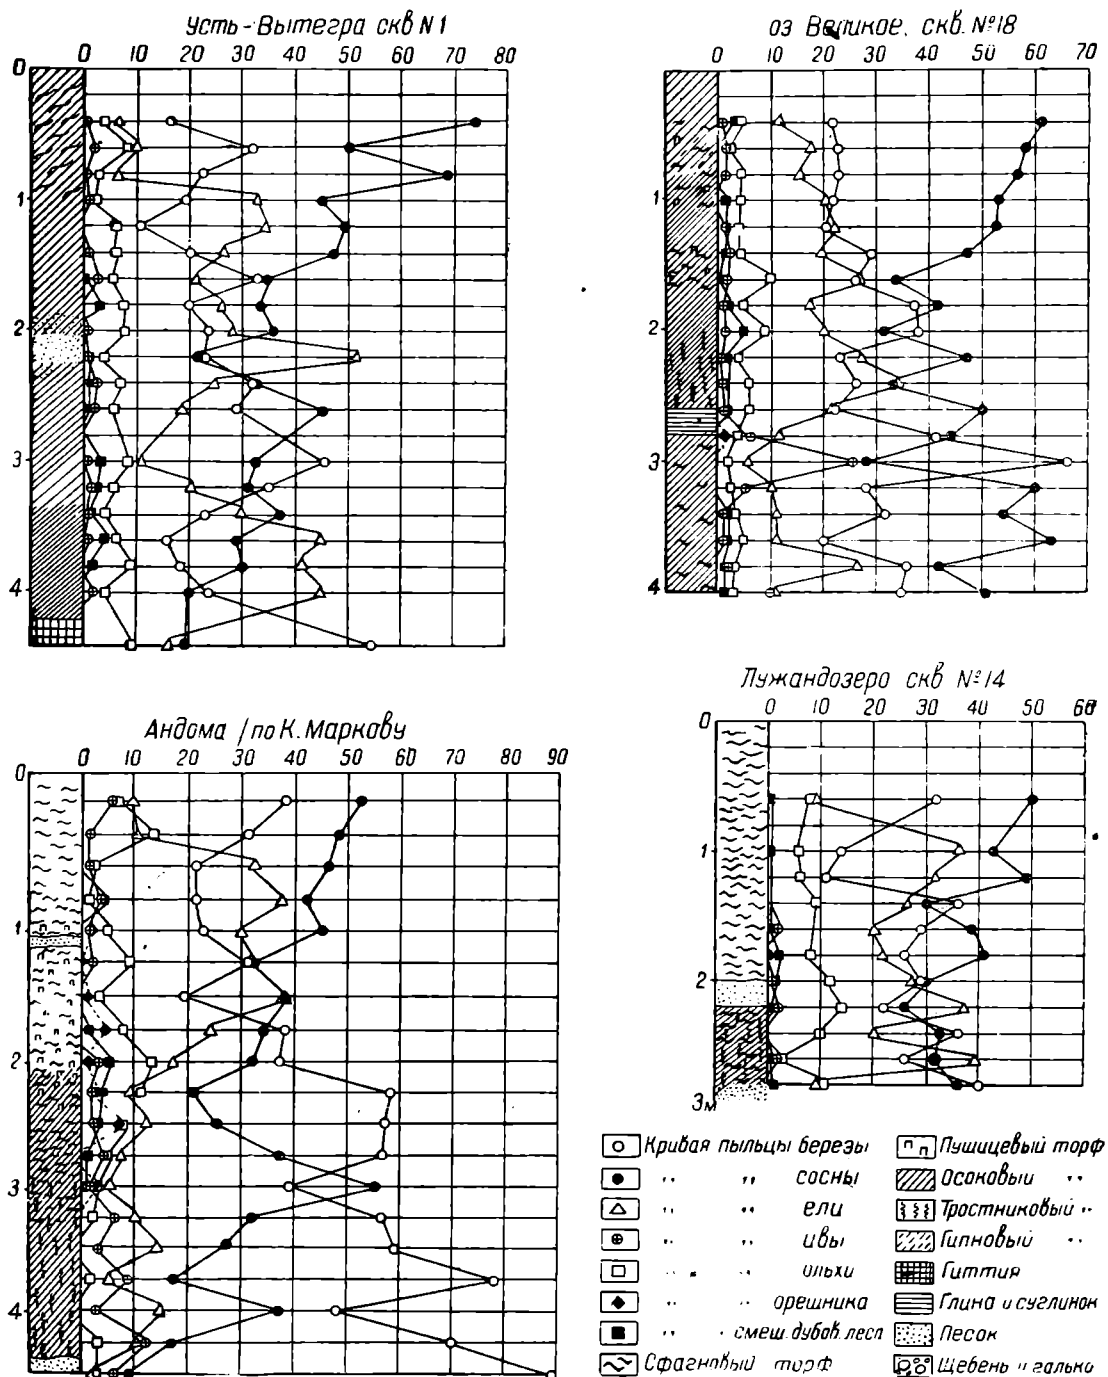 Усть-Вытегра скв N1
0 10 20 30 40 50 60 70 80
0
1
2
3
4
оз Великое, скв. №18
0 10 20 30 40 50 60 70
0
1
2
3
4
Андома / по К. Маркову
0 10 20 30 40 50 60 70 80 90
0
1
2
3
4
Лужандозеро скв №14
0 10 20 30 40 50 60
0
1
2
3м
Кривая пыльцы березы
" " сосны
" " ели
" " ивы
" " ольхи
" " орешника
" " смеш. дубов. леса
Сфагновый торф
Пушицевый торф
Осоковый "
Тростниковый "
Гипновый "
Гиттия
Глина и суглинок
Песок
Щебень и галька